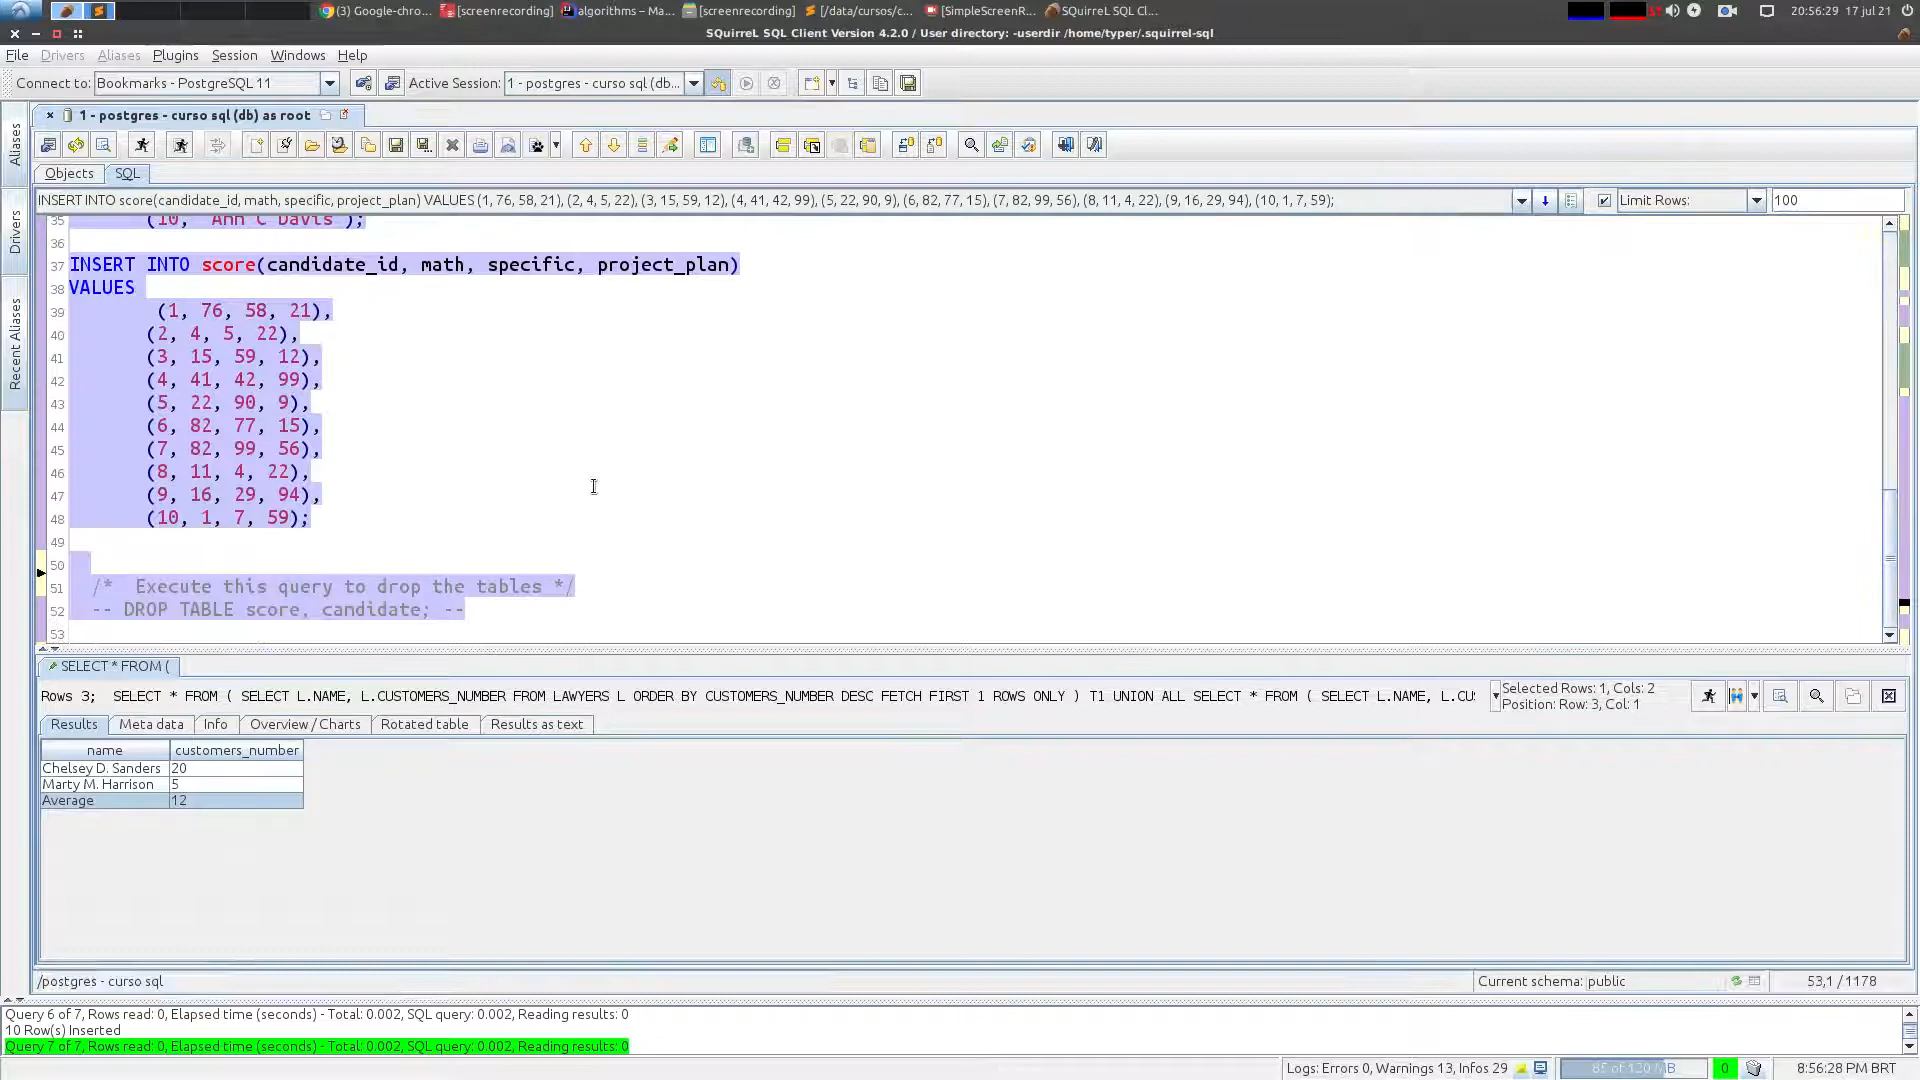 (3) Google-chro...
[screenrecording]
algorithms – Ma...
[screenrecording]
[/data/cursos/c...
[SimpleScreenR...
SQuirreL SQL Cl...
20:56:29 17 jul 21
SQuirreL SQL Client Version 4.2.0 / User directory: -userdir /home/typer/.squirrel-sql
File Drivers Aliases Plugins Session Windows Help
Connect to: Bookmarks - PostgreSQL 11 Active Session: 1 - postgres - curso sql (db...
1 - postgres - curso sql (db) as root
Aliases
Drivers
Recent Aliases
Objects SQL
INSERT INTO score(candidate_id, math, specific, project_plan) VALUES (1, 76, 58, 21), (2, 4, 5, 22), (3, 15, 59, 12), (4, 41, 42, 99), (5, 22, 90, 9), (6, 82, 77, 15), (7, 82, 99, 56), (8, 11, 4, 22), (9, 16, 29, 94), (10, 1, 7, 59); Limit Rows: 100
35 (10, 'Ann C Davis');
36
37 INSERT INTO score(candidate_id, math, specific, project_plan)
38 VALUES
39 (1, 76, 58, 21),
40 (2, 4, 5, 22),
41 (3, 15, 59, 12),
42 (4, 41, 42, 99),
43 (5, 22, 90, 9),
44 (6, 82, 77, 15),
45 (7, 82, 99, 56),
46 (8, 11, 4, 22),
47 (9, 16, 29, 94),
48 (10, 1, 7, 59);
49
50
51 /* Execute this query to drop the tables */
52 -- DROP TABLE score, candidate; --
53
SELECT * FROM (
Rows 3; SELECT * FROM ( SELECT L.NAME, L.CUSTOMERS_NUMBER FROM LAWYERS L ORDER BY CUSTOMERS_NUMBER DESC FETCH FIRST 1 ROWS ONLY ) T1 UNION ALL SELECT * FROM ( SELECT L.NAME, L.CUS
Selected Rows: 1, Cols: 2
Position: Row: 3, Col: 1
Results Meta data Info Overview / Charts Rotated table Results as text
name customers_number
Chelsey D. Sanders 20
Marty M. Harrison 5
Average 12
/postgres - curso sql Current schema: public 53,1 / 1178
Query 6 of 7, Rows read: 0, Elapsed time (seconds) - Total: 0.002, SQL query: 0.002, Reading results: 0
10 Row(s) Inserted
Query 7 of 7, Rows read: 0, Elapsed time (seconds) - Total: 0.002, SQL query: 0.002, Reading results: 0
Logs: Errors 0, Warnings 13, Infos 29 85 of 120 MB 0 8:56:28 PM BRT